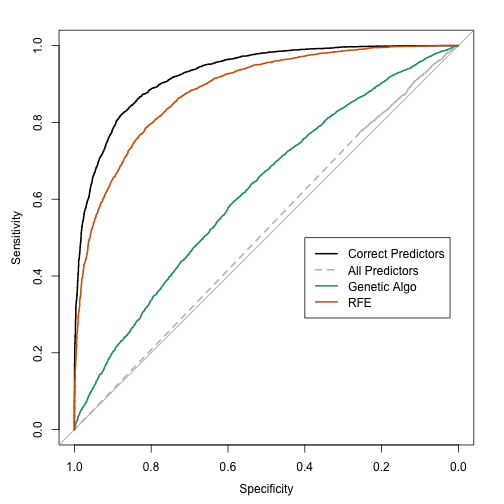 Sensitivity
1.0
0.8
0.6
0.4
0.2
0.0
Correct Predictors
All Predictors
Genetic Algo
RFE
1.0 0.8 0.6 0.4 0.2 0.0
Specificity